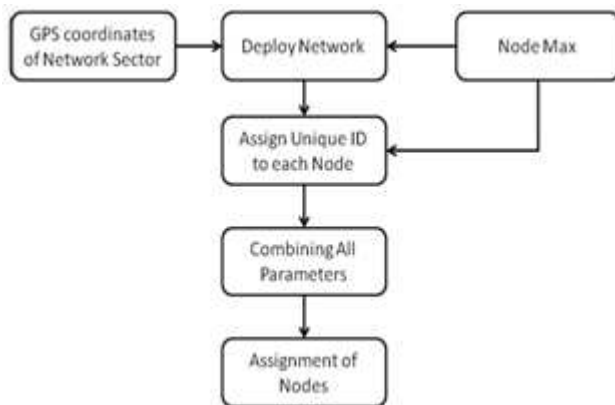 GPS coordinates
of Network Sector
Deploy Network
Node Max
Assign Unique ID
to each Node
Combining All
Parameters
Assignment of
Nodes